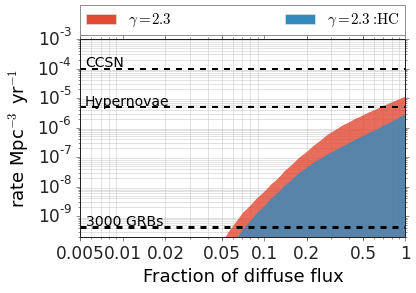 γ = 2.3 γ = 2.3 : HC
10⁻³
10⁻⁴
10⁻⁵
10⁻⁶
10⁻⁷
10⁻⁸
10⁻⁹
rate Mpc⁻³ yr⁻¹
CCSN
Hypernovae
3000 GRBs
0.005 0.01 0.02 0.05 0.1 0.2 0.5 1
Fraction of diffuse flux